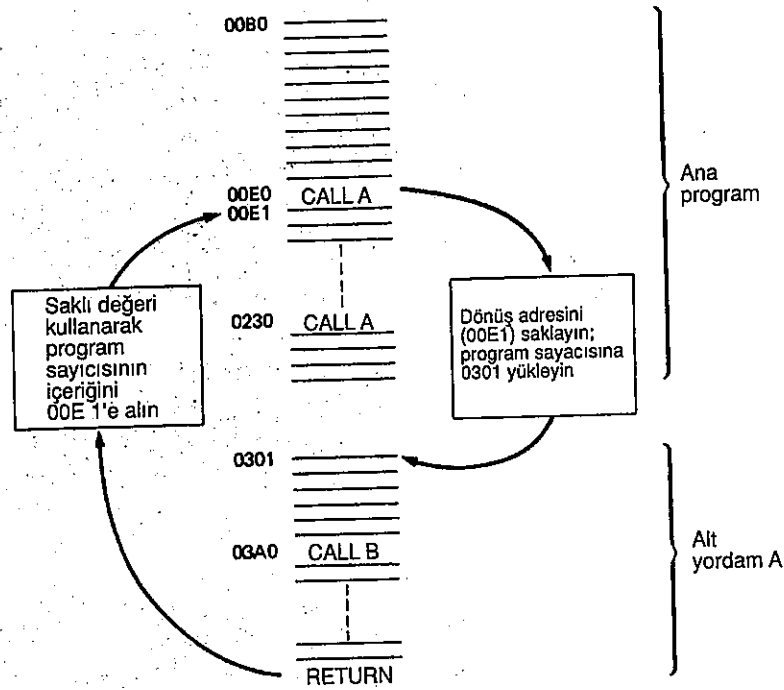 00B0
00E0 CALL A
00E1
Ana
program
Saklı değeri
kullanarak
program
sayıcısının
içeriğini
00E 1'e alın
0230 CALL A
Dönüş adresini
(00E1) saklayın;
program sayacısına
0301 yükleyin
0301
03A0 CALL B
Alt
yordam A
RETURN